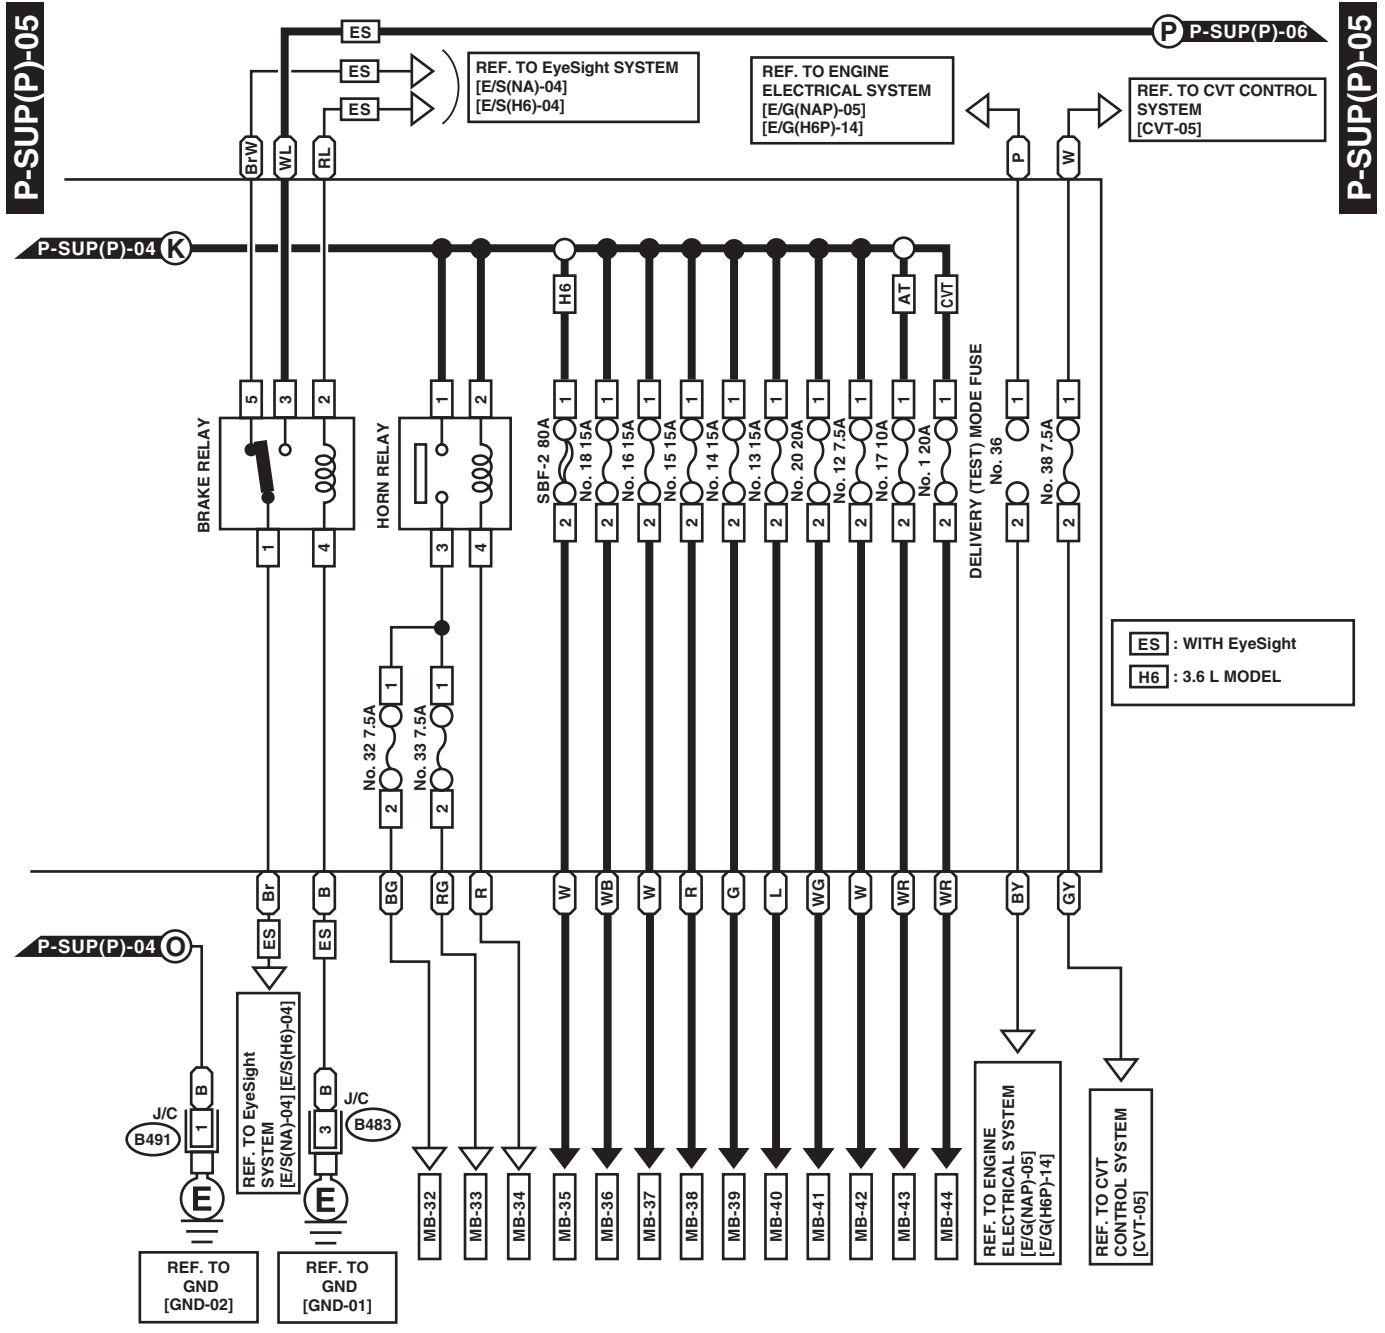 P-SUP(P)-05
P-SUP(P)-05
ES
P
P-SUP(P)-06
ES
ES
REF. TO EyeSight SYSTEM
[E/S(NA)-04]
[E/S(H6)-04]
REF. TO ENGINE
ELECTRICAL SYSTEM
[E/G(NAP)-05]
[E/G(H6P)-14]
REF. TO CVT CONTROL
SYSTEM
[CVT-05]
BrW
WL
RL
P
W
P-SUP(P)-04
K
H6
AT
CVT
5
3
2
1
2
1
1
1
1
1
1
1
1
1
1
1
1
BRAKE RELAY
HORN RELAY
SBF-2 80A
No. 18 15A
No. 16 15A
No. 15 15A
No. 14 15A
No. 13 15A
No. 20 20A
No. 12 7.5A
No. 17 10A
No. 1 20A
DELIVERY (TEST) MODE FUSE
No. 36
No. 38 7.5A
2
2
2
2
2
2
2
2
2
2
2
2
1
4
3
4
ES
: WITH EyeSight
H6
: 3.6 L MODEL
1
1
No. 32 7.5A
No. 33 7.5A
2
2
Br
B
BG
RG
R
W
WB
W
R
G
L
WG
W
WR
WR
BY
GY
ES
ES
P-SUP(P)-04
O
REF. TO EyeSight
SYSTEM
[E/S(NA)-04] [E/S(H6)-04]
B
B
J/C
B491
1
3
J/C
B483
E
E
MB-32
MB-33
MB-34
MB-35
MB-36
MB-37
MB-38
MB-39
MB-40
MB-41
MB-42
MB-43
MB-44
REF. TO ENGINE
ELECTRICAL SYSTEM
[E/G(NAP)-05]
[E/G(H6P)-14]
REF. TO CVT
CONTROL SYSTEM
[CVT-05]
REF. TO
GND
[GND-02]
REF. TO
GND
[GND-01]